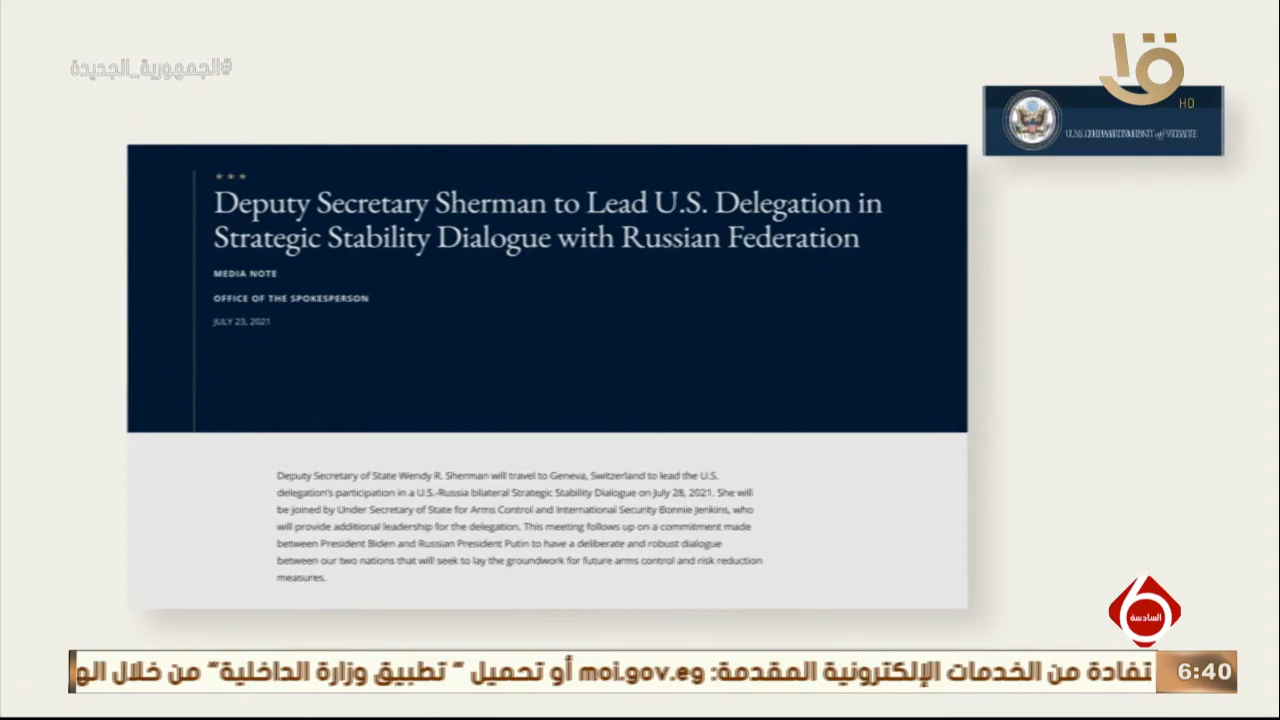 #الجمهورية_الجديدة
HD
U.S. DEPARTMENT of STATE
Deputy Secretary Sherman to Lead U.S. Delegation in
Strategic Stability Dialogue with Russian Federation
MEDIA NOTE
OFFICE OF THE SPOKESPERSON
JULY 23, 2021
Deputy Secretary of State Wendy R. Sherman will travel to Geneva, Switzerland to lead the U.S.
delegation's participation in a U.S.-Russia bilateral Strategic Stability Dialogue on July 28, 2021. She will
be joined by Under Secretary of State for Arms Control and International Security Bonnie Jenkins, who
will provide additional leadership for the delegation. This meeting follows up on a commitment made
between President Biden and Russian President Putin to have a deliberate and robust dialogue
between our two nations that will seek to lay the groundwork for future arms control and risk reduction
measures.
السادسة
6:40
تفادة من الخدمات الإلكترونية المقدمة: moi.gov.eg أو تحميل " تطبيق وزارة الداخلية" من خلال اله